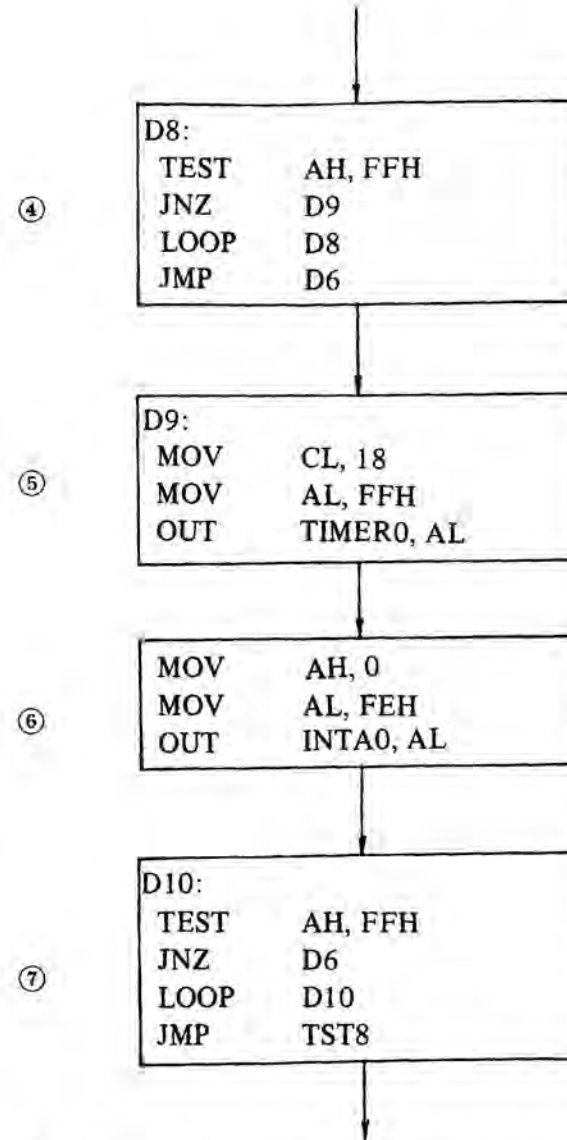 ④
D8:
TEST AH, FFH
JNZ D9
LOOP D8
JMP D6
⑤
D9:
MOV CL, 18
MOV AL, FFH
OUT TIMER0, AL
⑥
MOV AH, 0
MOV AL, FEH
OUT INTA0, AL
⑦
D10:
TEST AH, FFH
JNZ D6
LOOP D10
JMP TST8